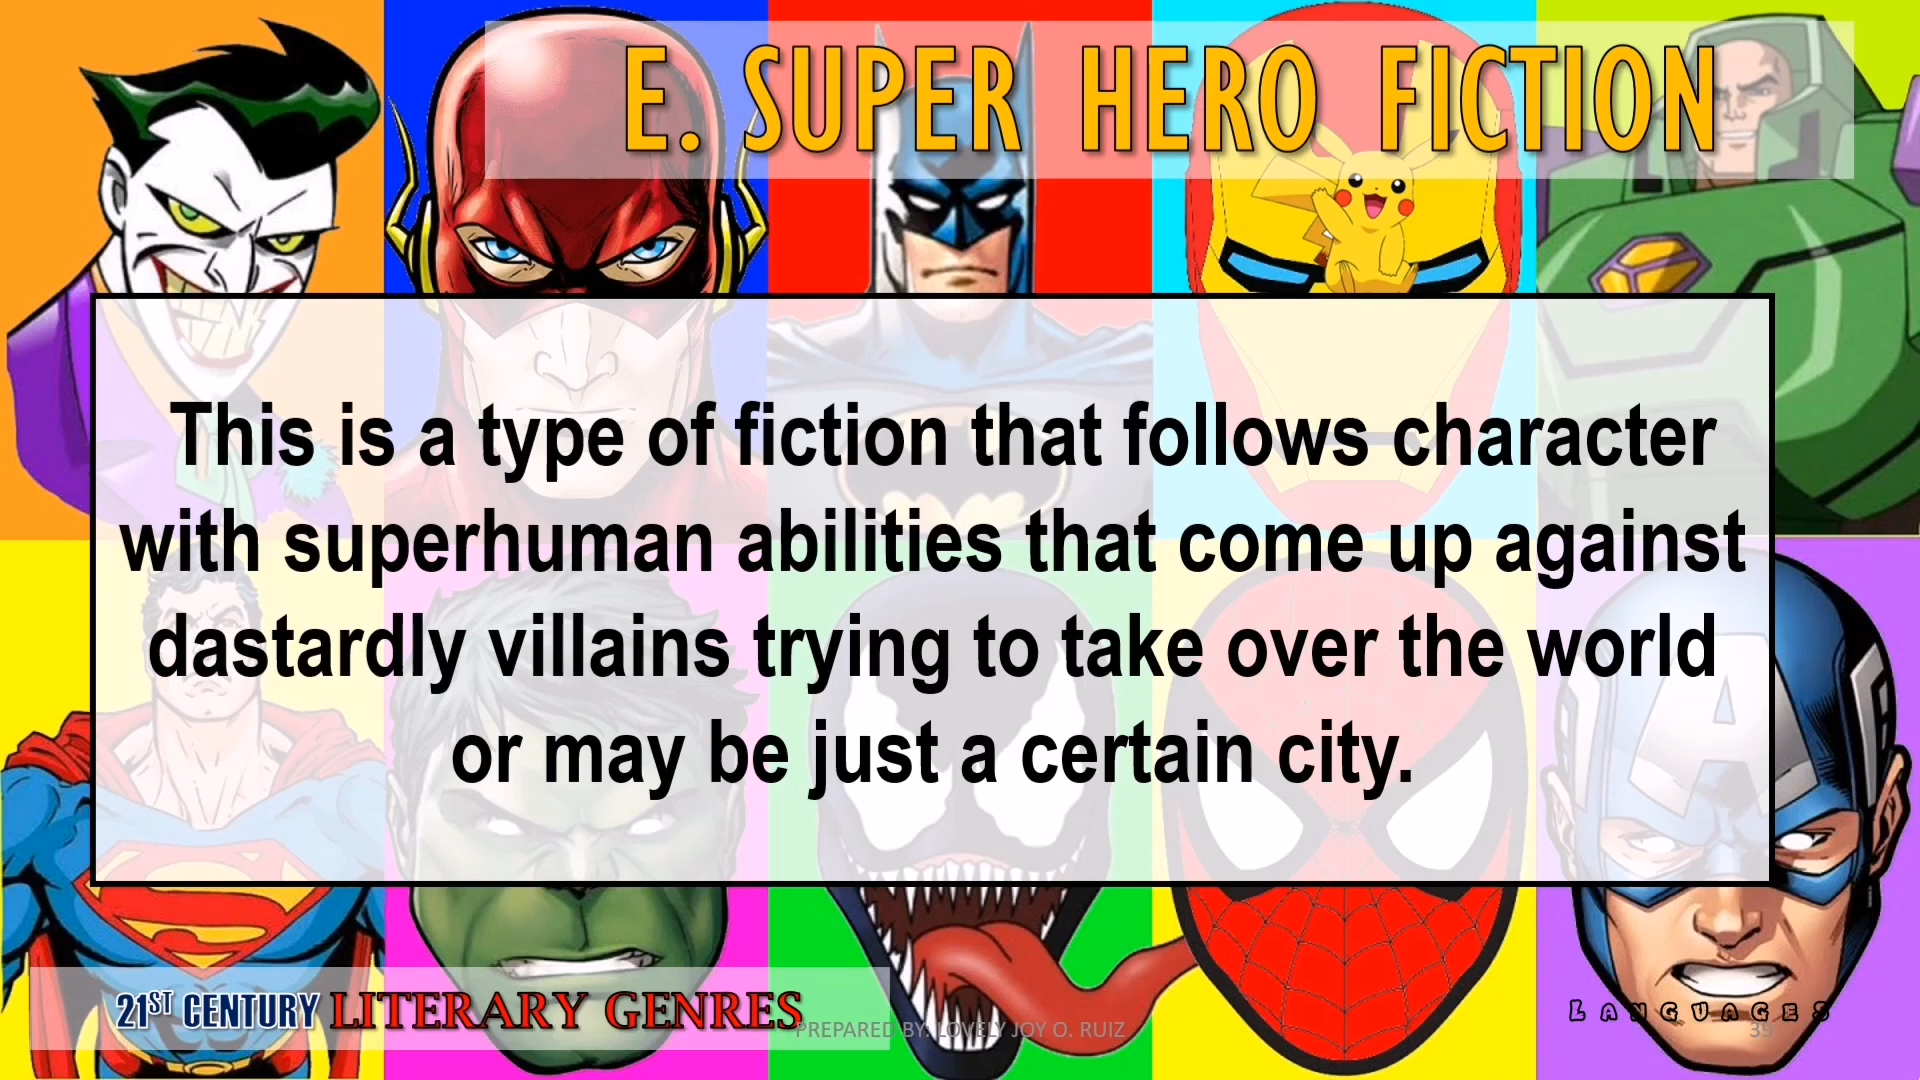 E. SUPER HERO FICTION
This is a type of fiction that follows character
with superhuman abilities that come up against
dastardly villains trying to take over the world
or may be just a certain city.
21ST CENTURY LITERARY GENRES
PREPARED BY: LOVELY JOY O. RUIZ
LANGUAGES
39